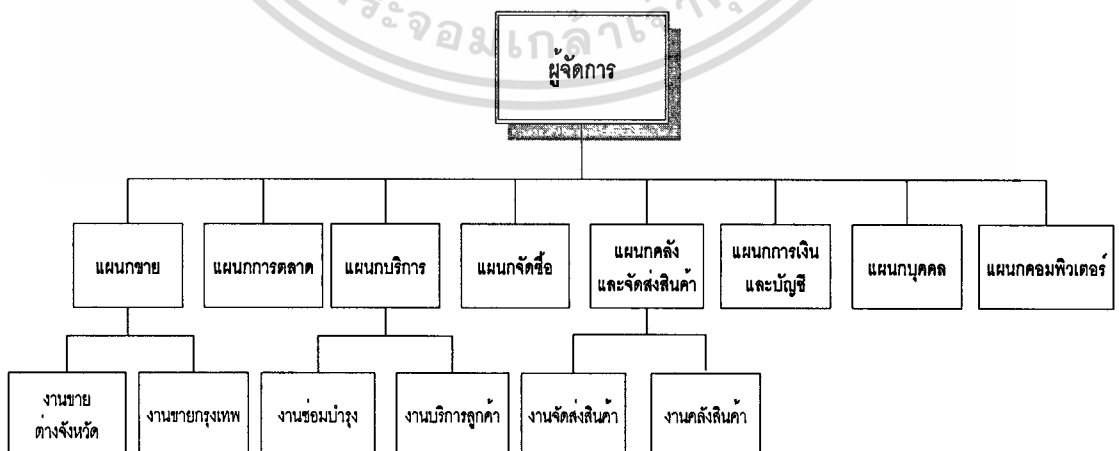 ผู้จัดการ
แผนกขาย
แผนกการตลาด
แผนกบริการ
แผนกจัดซื้อ
แผนกคลัง
และจัดส่งสินค้า
แผนกการเงิน
และบัญชี
แผนกบุคคล
แผนกคอมพิวเตอร์
งานขาย
ต่างจังหวัด
งานขายกรุงเทพ
งานซ่อมบำรุง
งานบริการลูกค้า
งานจัดส่งสินค้า
งานคลังสินค้า